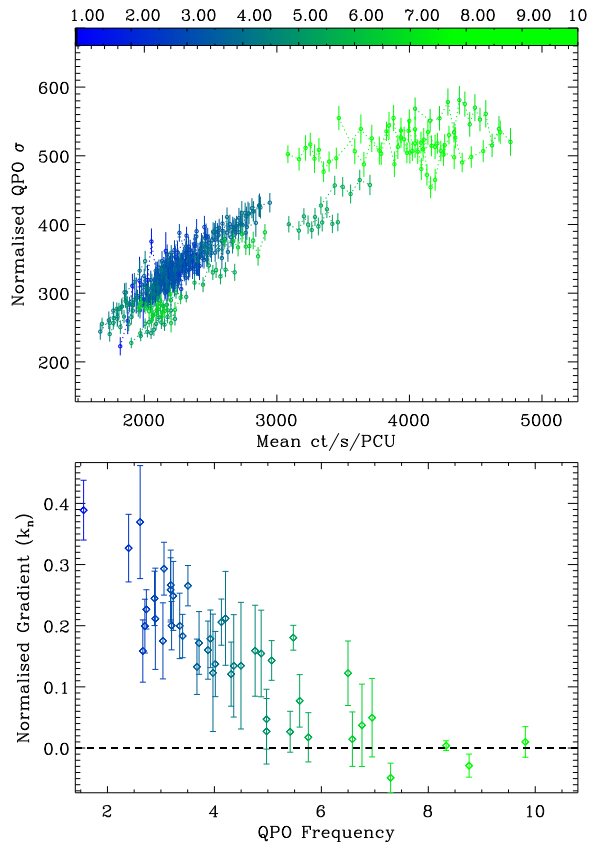 1.00 2.00 3.00 4.00 5.00 6.00 7.00 8.00 9.00 10
600
500
400
300
200
Normalised QPO σ
2000 3000 4000 5000
Mean ct/s/PCU
0.4
0.3
0.2
0.1
0.0
Normalised Gradient (kn)
2 4 6 8 10
QPO Frequency